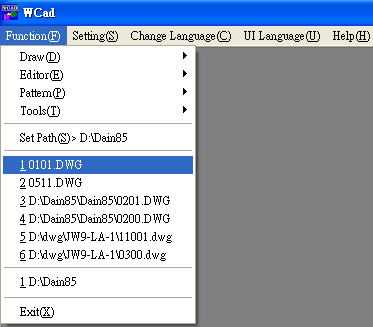 WCad
Function(F) Setting(S) Change Language(C) UI Language(U) Help(H)
Draw(D)
Editor(E)
Pattern(P)
Tools(T)
Set Path(S)> D:\Dain85
1 0101.DWG
2 0511.DWG
3 D:\Dain85\Dain85\0201.DWG
4 D:\Dain85\Dain85\0200.DWG
5 D:\dwg\JW9-LA-1\11001.dwg
6 D:\dwg\JW9-LA-1\0300.dwg
1 D:\Dain85
Exit(X)